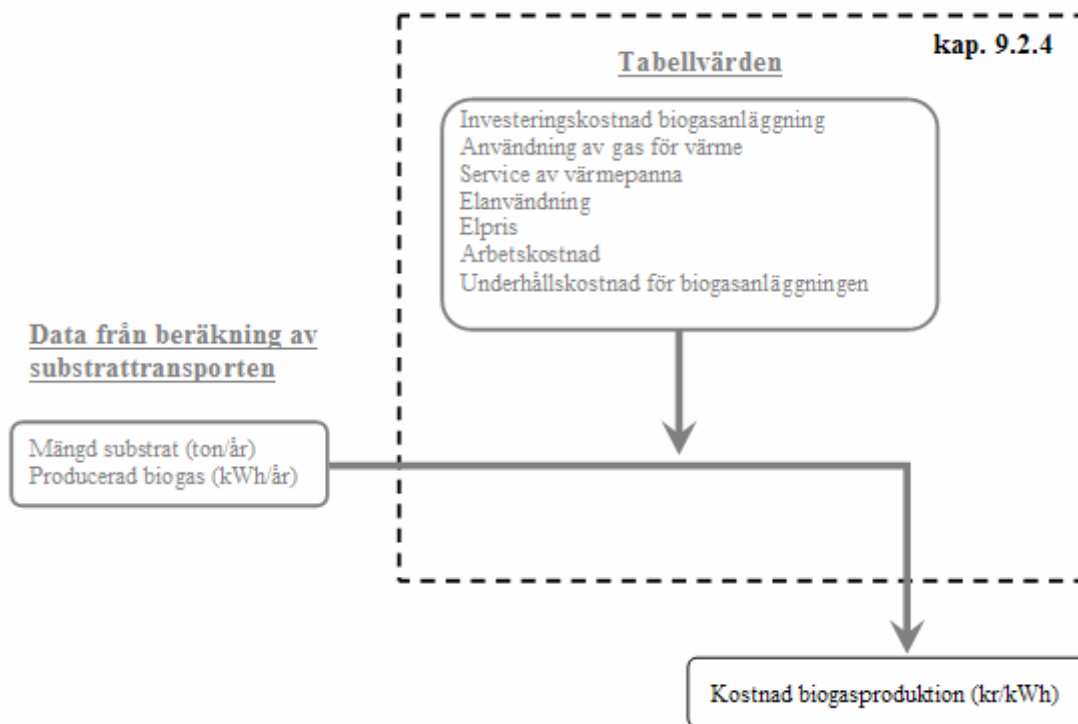 kap. 9.2.4
Tabellvärden
Investeringskostnad biogasanläggning
Användning av gas för värme
Service av värmepanna
Elanvändning
Elpris
Arbetskostnad
Underhållskostnad för biogasanläggningen
Data från beräkning av
substrattransporten
Mängd substrat (ton/år)
Producerad biogas (kWh/år)
Kostnad biogasproduktion (kr/kWh)